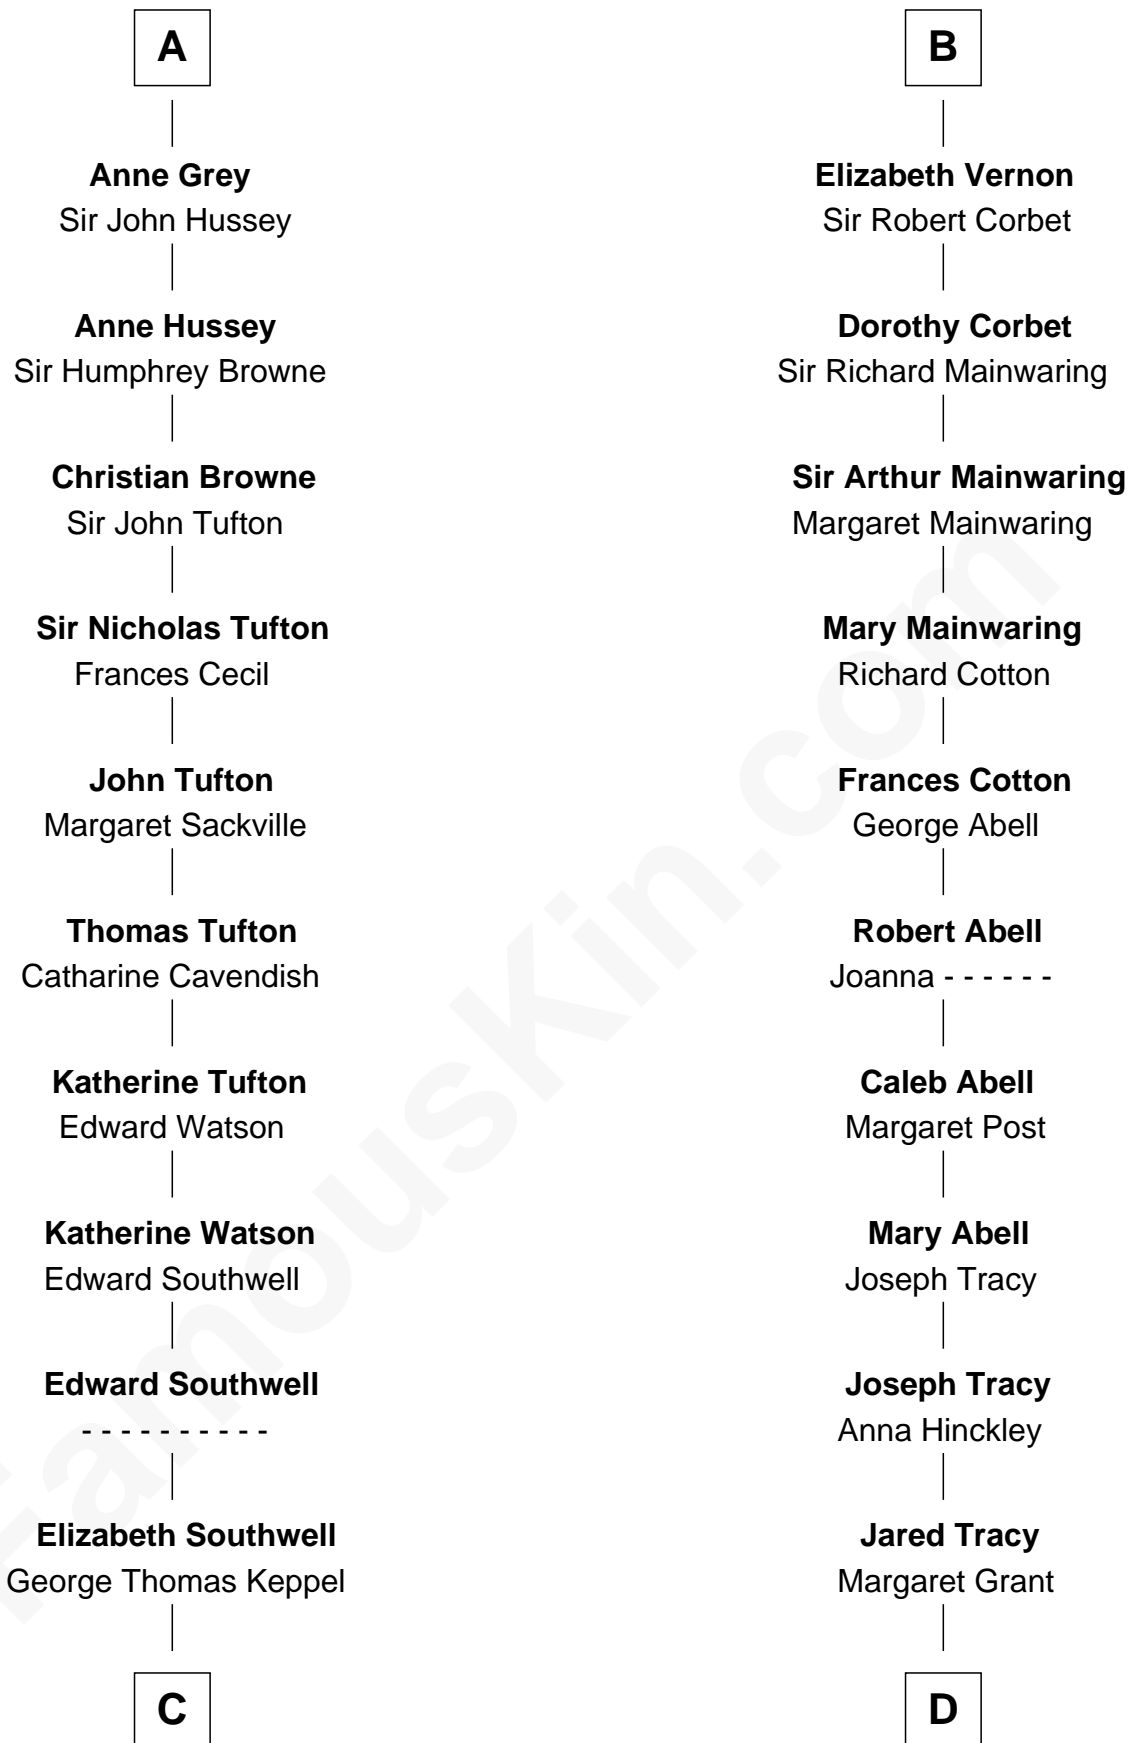 A
Anne Grey
Sir John Hussey
Anne Hussey
Sir Humphrey Browne
Christian Browne
Sir John Tufton
Sir Nicholas Tufton
Frances Cecil
John Tufton
Margaret Sackville
Thomas Tufton
Catharine Cavendish
Katherine Tufton
Edward Watson
Katherine Watson
Edward Southwell
Edward Southwell
- - - - - - - - - -
Elizabeth Southwell
George Thomas Keppel
C
B
Elizabeth Vernon
Sir Robert Corbet
Dorothy Corbet
Sir Richard Mainwaring
Sir Arthur Mainwaring
Margaret Mainwaring
Mary Mainwaring
Richard Cotton
Frances Cotton
George Abell
Robert Abell
Joanna - - - - - -
Caleb Abell
Margaret Post
Mary Abell
Joseph Tracy
Joseph Tracy
Anna Hinckley
Jared Tracy
Margaret Grant
D
FamousKin.com